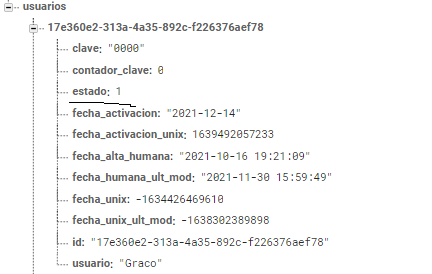 usuarios
17e360e2-313a-4a35-892c-f226376aef78
clave: "0000"
contador_clave: 0
estado: 1
fecha_activacion: "2021-12-14"
fecha_activacion_unix: 1639492057233
fecha_alta_humana: "2021-10-16 19:21:09"
fecha_humana_ult_mod: "2021-11-30 15:59:49"
fecha_unix: -1634426469610
fecha_unix_ult_mod: -1638302389898
id: "17e360e2-313a-4a35-892c-f226376aef78"
usuario: "Graco"